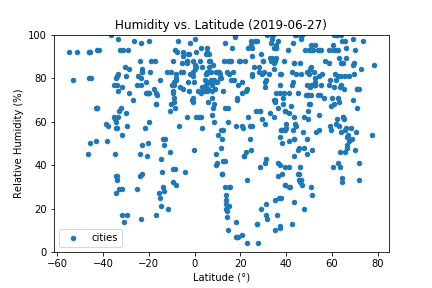 Humidity vs. Latitude (2019-06-27)
Relative Humidity (%)
100
80
60
40
20
0
cities
−60 −40 −20 0 20 40 60 80
Latitude (°)